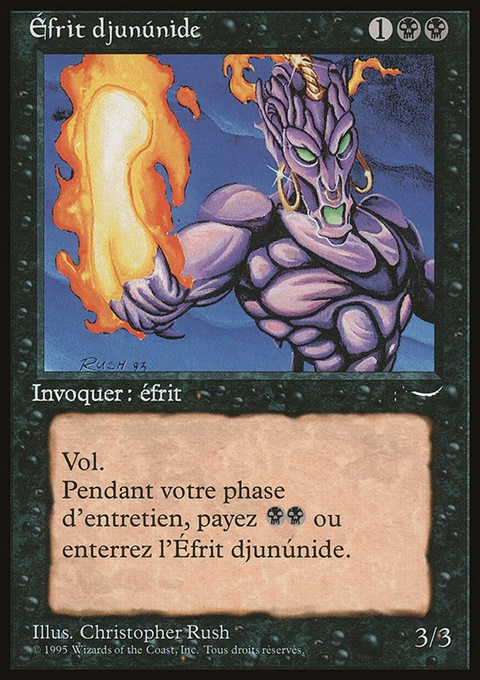 Éfrit djunúnide 1
RUSH 93
Invoquer : éfrit
Vol.
Pendant votre phase
d'entretien, payez ou
enterrez l'Éfrit djunúnide.
Illus. Christopher Rush
3/3
© 1995 Wizards of the Coast, Inc. Tous droits réservés.